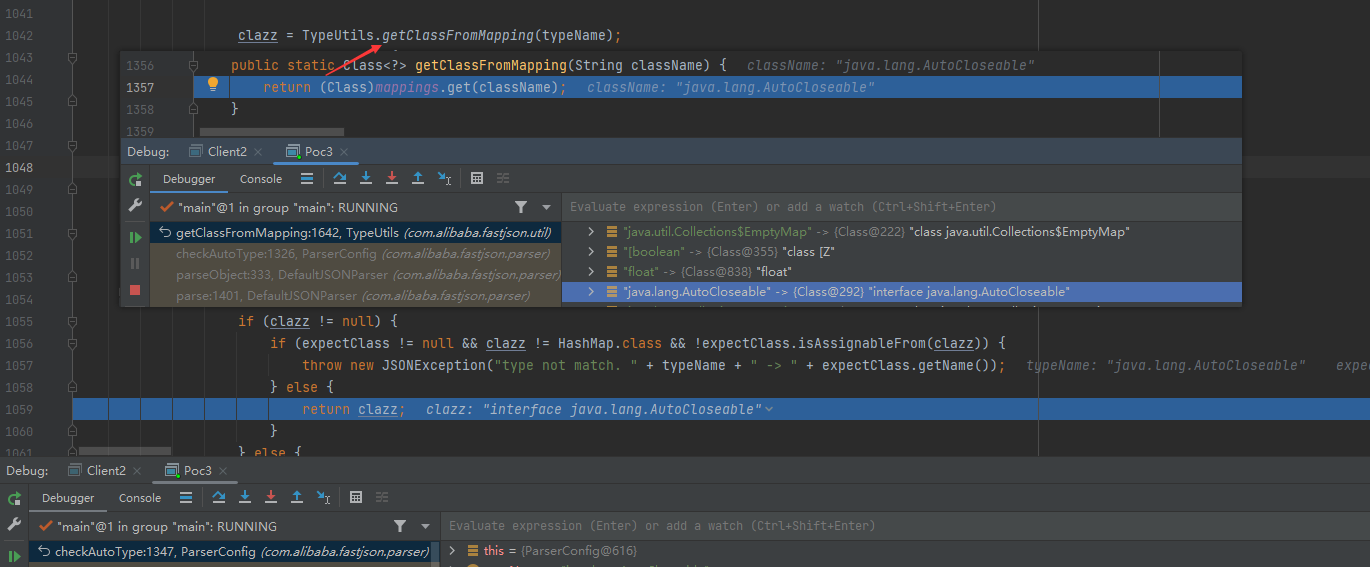 1041
1042 clazz = TypeUtils.getClassFromMapping(typeName);
1043
1044
1045
1046
1047
1048
1049
1050
1051
1052
1053
1054
1356 public static Class<?> getClassFromMapping(String className) { className: "java.lang.AutoCloseable"
1357 return (Class)mappings.get(className); className: "java.lang.AutoCloseable"
1358 }
1359
Debug: Client2 Poc3
Debugger Console
"main"@1 in group "main": RUNNING
Evaluate expression (Enter) or add a watch (Ctrl+Shift+Enter)
getClassFromMapping:1642, TypeUtils (com.alibaba.fastjson.util)
checkAutoType:1326, ParserConfig (com.alibaba.fastjson.parser)
parseObject:333, DefaultJSONParser (com.alibaba.fastjson.parser)
parse:1401, DefaultJSONParser (com.alibaba.fastjson.parser)
"java.util.Collections$EmptyMap" -> {Class@222} "class java.util.Collections$EmptyMap"
"[boolean" -> {Class@355} "class [Z"
"float" -> {Class@838} "float"
"java.lang.AutoCloseable" -> {Class@292} "interface java.lang.AutoCloseable"
1055 if (clazz != null) {
1056 if (expectClass != null && clazz != HashMap.class && !expectClass.isAssignableFrom(clazz)) {
1057 throw new JSONException("type not match. " + typeName + " -> " + expectClass.getName()); typeName: "java.lang.AutoCloseable" expec
1058 } else {
1059 return clazz; clazz: "interface java.lang.AutoCloseable"
1060 }
1061 } else {
Debug: Client2 Poc3
Debugger Console
"main"@1 in group "main": RUNNING
Evaluate expression (Enter) or add a watch (Ctrl+Shift+Enter)
checkAutoType:1347, ParserConfig (com.alibaba.fastjson.parser)
this = {ParserConfig@616}